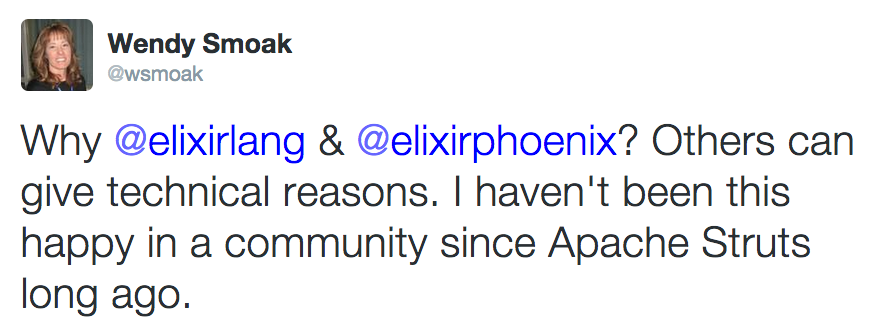 Wendy Smoak
@wsmoak
Why @elixirlang & @elixirphoenix? Others can
give technical reasons. I haven't been this
happy in a community since Apache Struts
long ago.